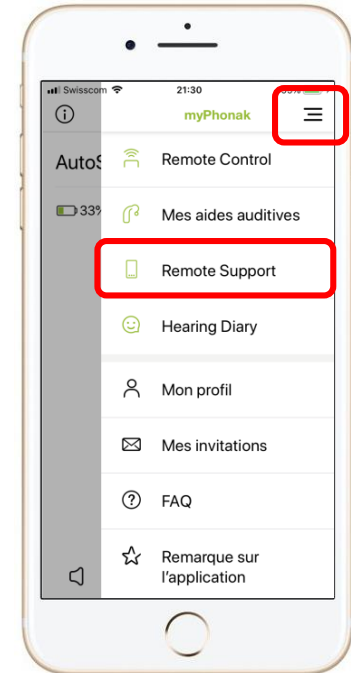 Swisscom 21:30
myPhonak
AutoS
Remote Control
33%
Mes aides auditives
Remote Support
Hearing Diary
Mon profil
Mes invitations
FAQ
Remarque sur
l'application